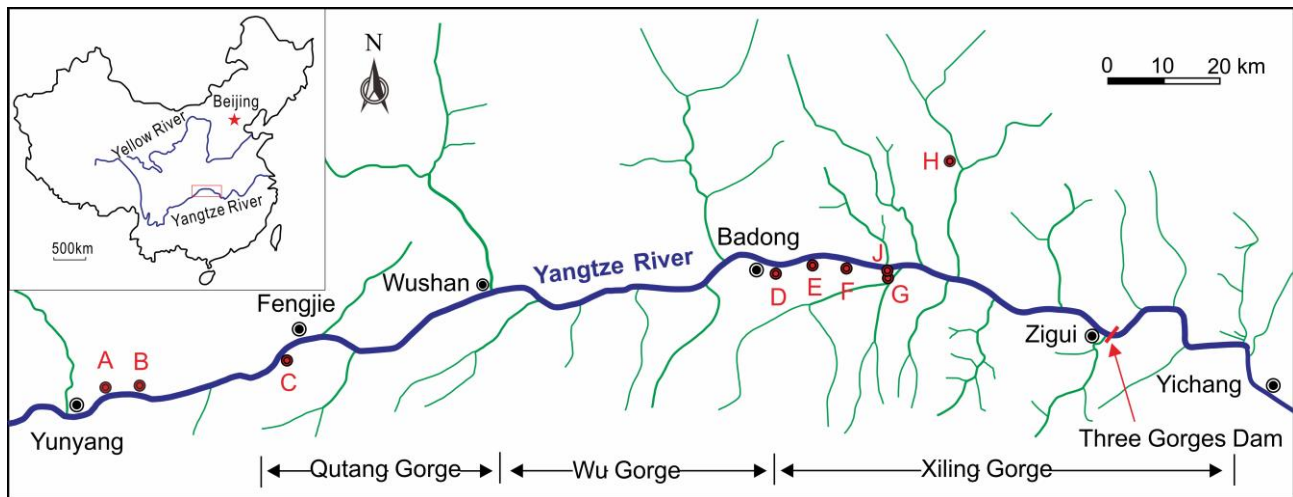 Beijing
Yellow River
Yangtze River
500km
N
0 10 20 km
H
Badong
J
Yangtze River
Wushan
Fengjie
D
E
F
G
A
B
C
Zigui
Yichang
Yunyang
Three Gorges Dam
Qutang Gorge
Wu Gorge
Xiling Gorge